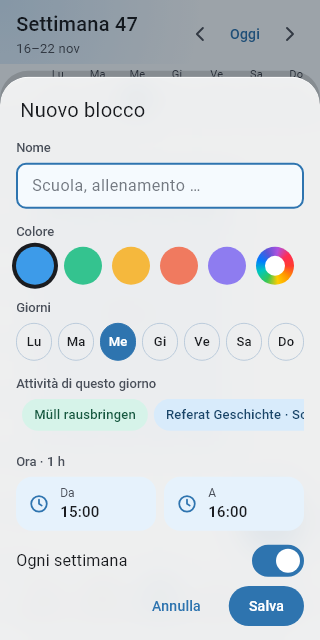 Settimana 47
16–22 nov
Oggi
Lu Ma Me Gi Ve Sa Do
Nuovo blocco
Nome
Scuola, allenamento …
Colore
Giorni
Lu Ma Me Gi Ve Sa Do
Attività di questo giorno
Müll rausbringen
Referat Geschichte · Sc
Ora · 1 h
Da
15:00
A
16:00
Ogni settimana
Annulla
Salva